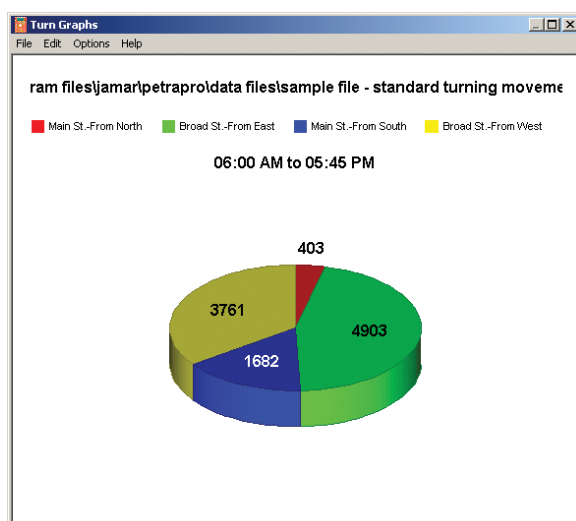 Turn Graphs
File Edit Options Help
ram files\jamar\petrapro\data files\sample file - standard turning moveme
Main St.-From North Broad St.-From East Main St.-From South Broad St.-From West
06:00 AM to 05:45 PM
403
3761
4903
1682